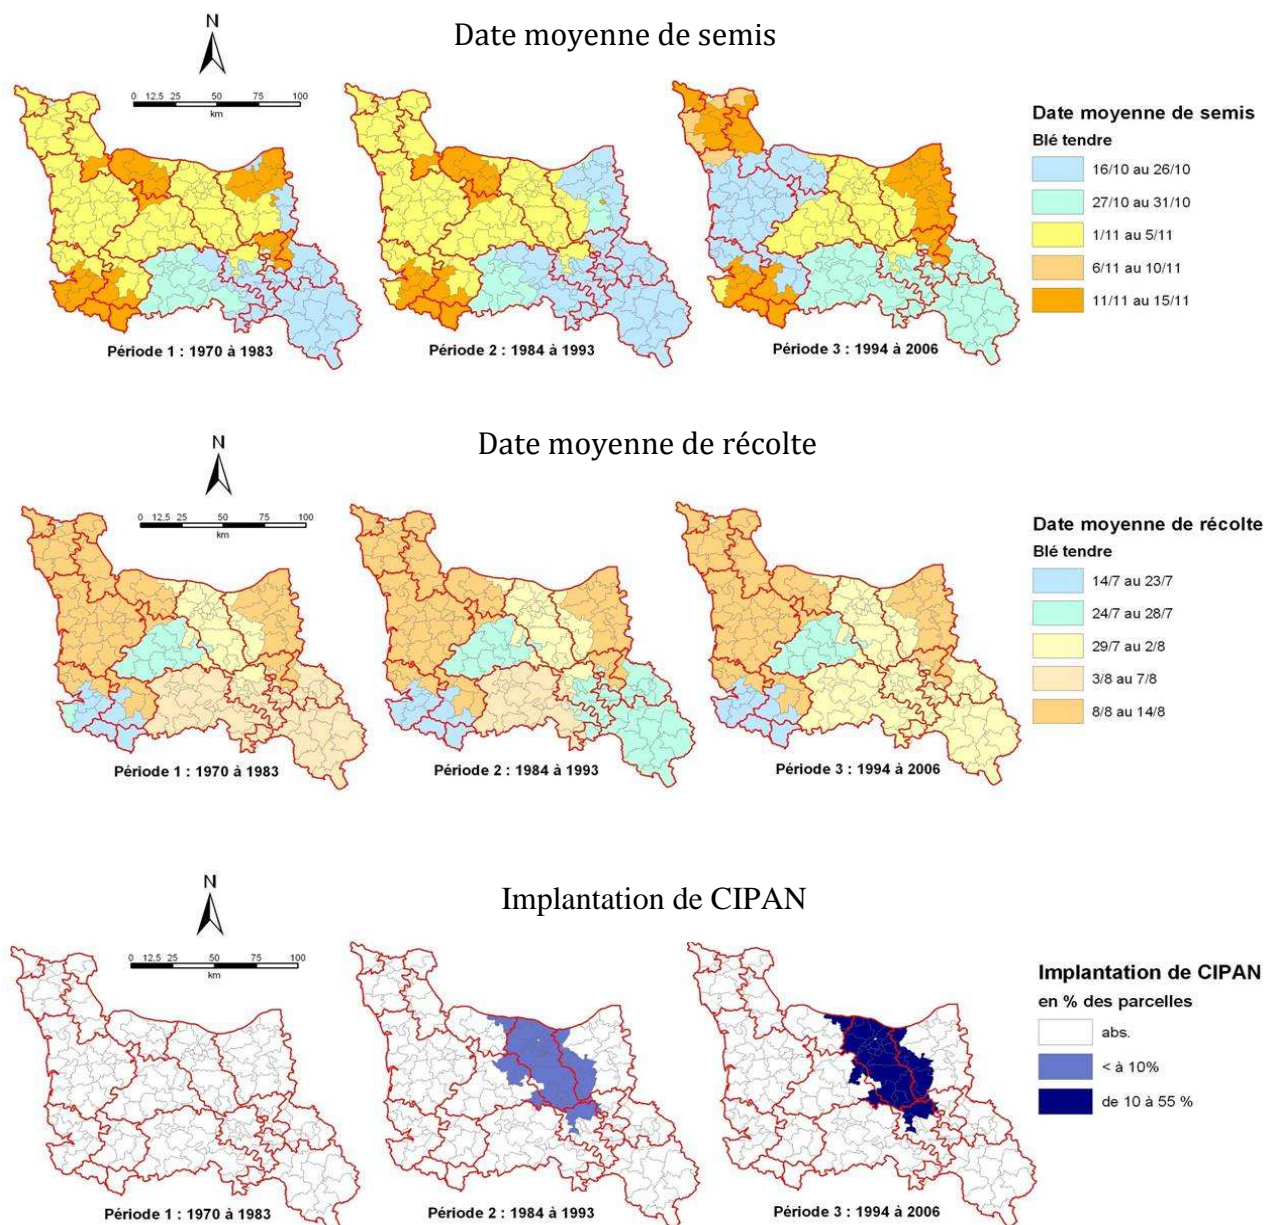 Date moyenne de semis
N
0 12,5 25 50 75 100
km
Date moyenne de semis
Blé tendre
16/10 au 26/10
27/10 au 31/10
1/11 au 5/11
6/11 au 10/11
11/11 au 15/11
Période 1 : 1970 à 1983
Période 2 : 1984 à 1993
Période 3 : 1994 à 2006
Date moyenne de récolte
N
0 12,5 25 50 75 100
km
Date moyenne de récolte
Blé tendre
14/7 au 23/7
24/7 au 28/7
29/7 au 2/8
3/8 au 7/8
8/8 au 14/8
Période 1 : 1970 à 1983
Période 2 : 1984 à 1993
Période 3 : 1994 à 2006
Implantation de CIPAN
N
0 12,5 25 50 75 100
km
Implantation de CIPAN
en % des parcelles
abs.
< à 10%
de 10 à 55 %
Période 1 : 1970 à 1983
Période 2 : 1984 à 1993
Période 3 : 1994 à 2006